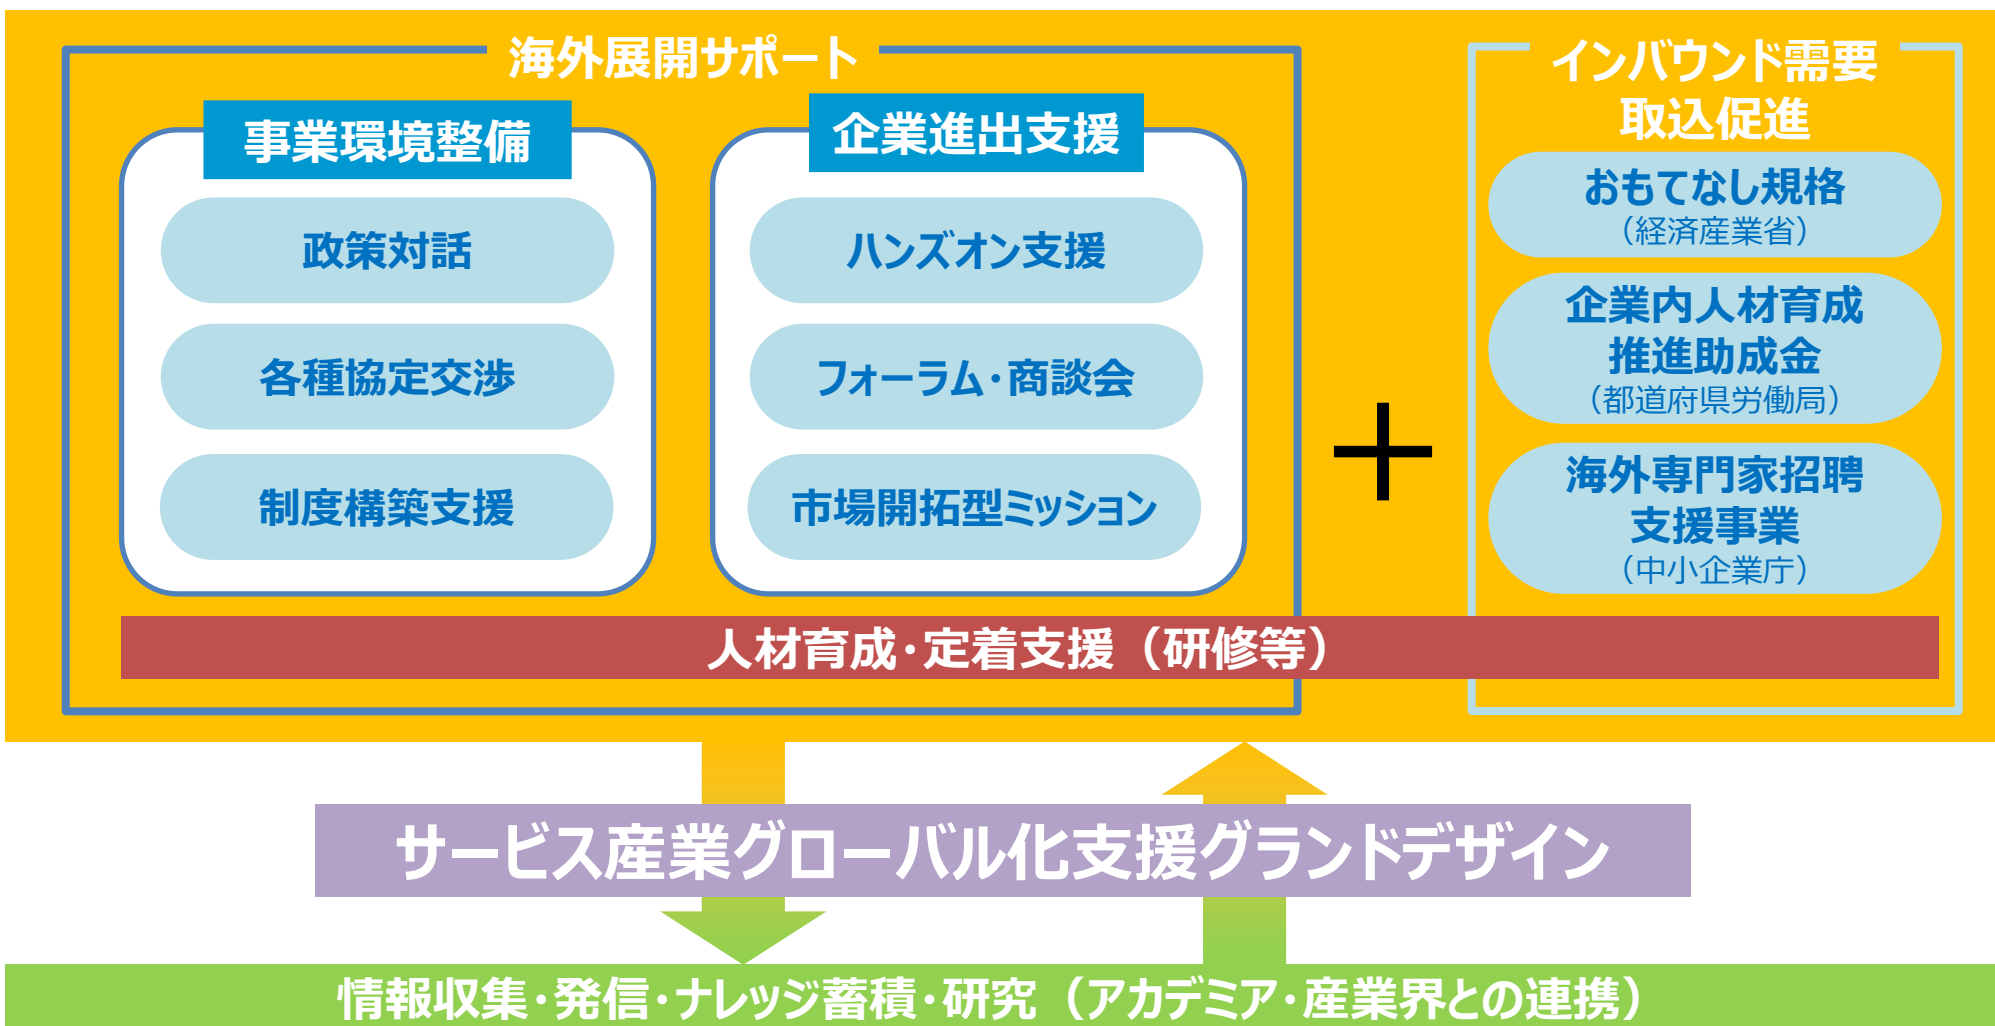 海外展開サポート
事業環境整備
政策対話
各種協定交渉
制度構築支援
企業進出支援
ハンズオン支援
フォーラム・商談会
市場開拓型ミッション
＋
インバウンド需要
取込促進
おもてなし規格
（経済産業省）
企業内人材育成
推進助成金
（都道府県労働局）
海外専門家招聘
支援事業
（中小企業庁）
人材育成・定着支援（研修等）
サービス産業グローバル化支援グランドデザイン
情報収集・発信・ナレッジ蓄積・研究（アカデミア・産業界との連携）